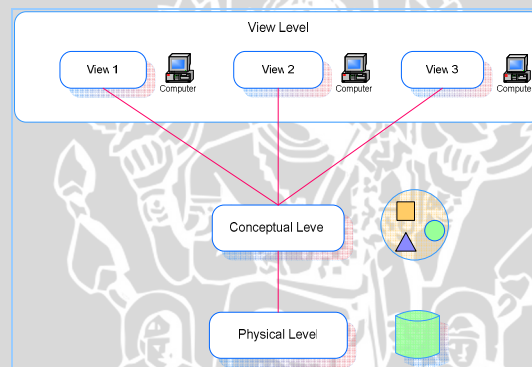 View Level
View 1
View 2
View 3
Computer
Computer
Computer
Conceptual Leve
Physical Level